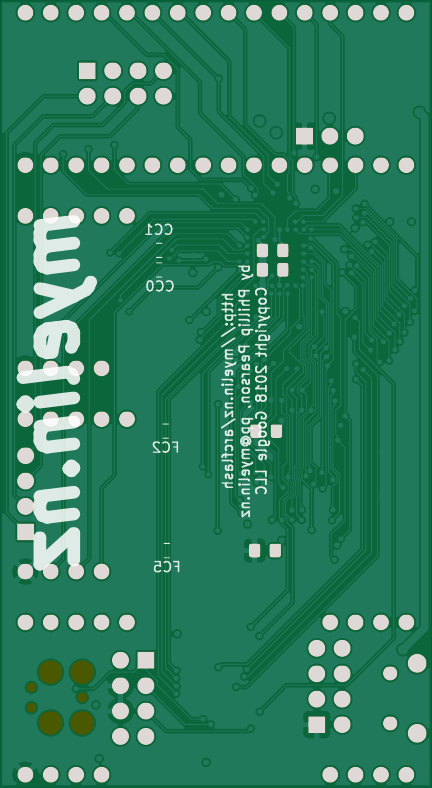 CC1
CC0
myelin.nz
by Phillip Pearson, pp@myelin.nz
Copyright 2018 Google LLC
http://myelin.nz/arcflash
FC2
FC5